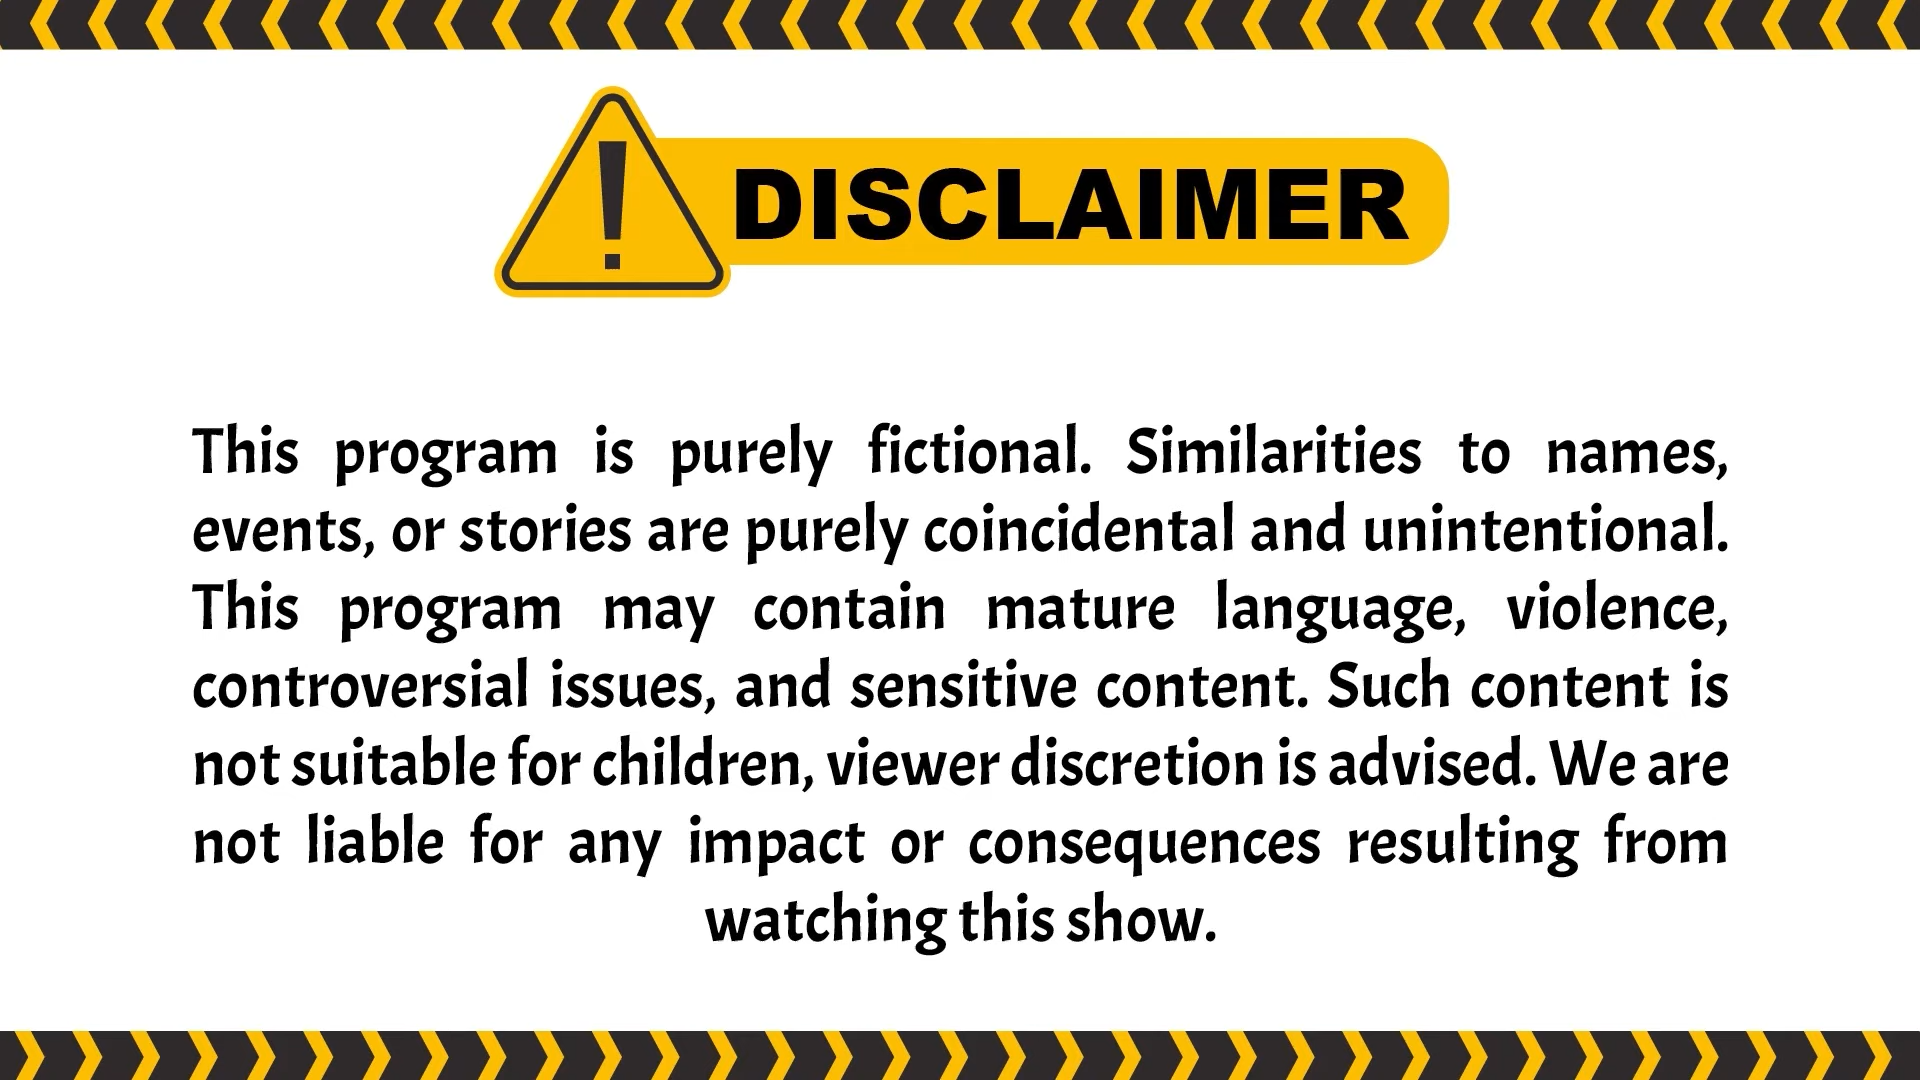 DISCLAIMER
This program is purely fictional. Similarities to names,
events, or stories are purely coincidental and unintentional.
This program may contain mature language, violence,
controversial issues, and sensitive content. Such content is
not suitable for children, viewer discretion is advised. We are
not liable for any impact or consequences resulting from
watching this show.